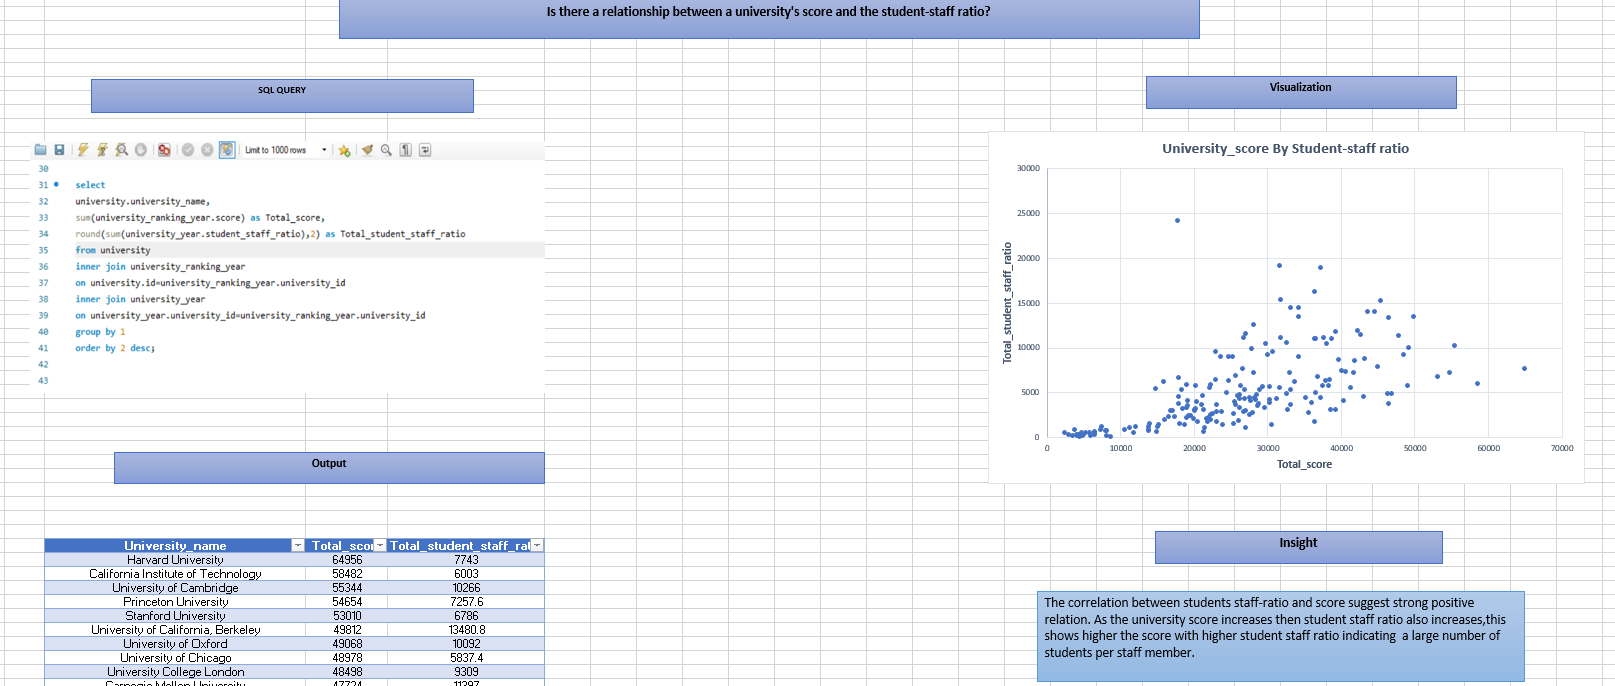 Is there a relationship between a university's score and the student-staff ratio?
SQL QUERY
Limit to 1000 rows
30
31 select
32 university.university_name,
33 sum(university_ranking_year.score) as Total_score,
34 round(sum(university_year.student_staff_ratio),2) as Total_student_staff_ratio
35 from university
36 inner join university_ranking_year
37 on university.id=university_ranking_year.university_id
38 inner join university_year
39 on university_year.university_id=university_ranking_year.university_id
40 group by 1
41 order by 2 desc;
42
43
Output
University_name Total_scor Total_student_staff_rat
Harvard University 64956 7743
California Institute of Technology 58482 6003
University of Cambridge 55344 10266
Princeton University 54654 7257.6
Stanford University 53010 6786
University of California, Berkeley 49812 13480.8
University of Oxford 49068 10092
University of Chicago 48978 5837.4
University College London 48498 9309
Carnegie Mellon University 47724 11397
Visualization
University_score By Student-staff ratio
Total_student_staff_ratio
30000
25000
20000
15000
10000
5000
0
0 10000 20000 30000 40000 50000 60000 70000
Total_score
Insight
The correlation between students staff-ratio and score suggest strong positive
relation. As the university score increases then student staff ratio also increases,this
shows higher the score with higher student staff ratio indicating a large number of
students per staff member.